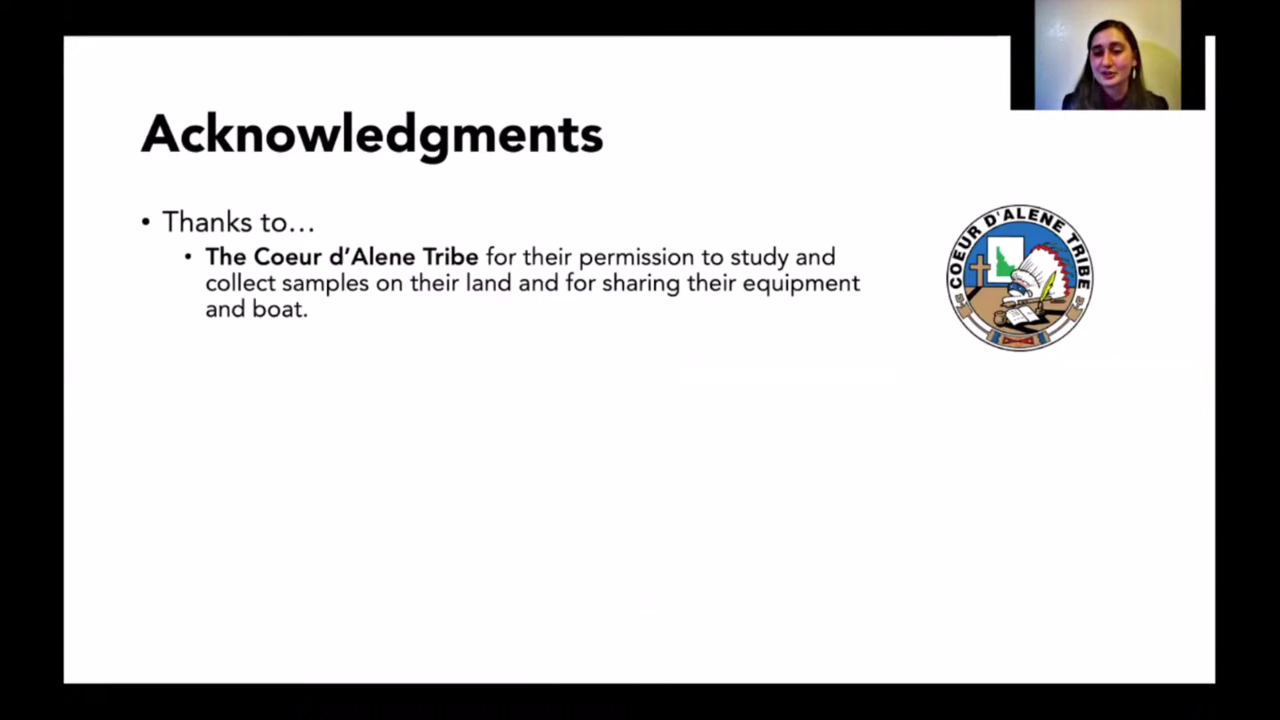 Acknowledgments
• Thanks to…
• The Coeur d’Alene Tribe for their permission to study and
collect samples on their land and for sharing their equipment
and boat.
COEUR D'ALENE TRIBE